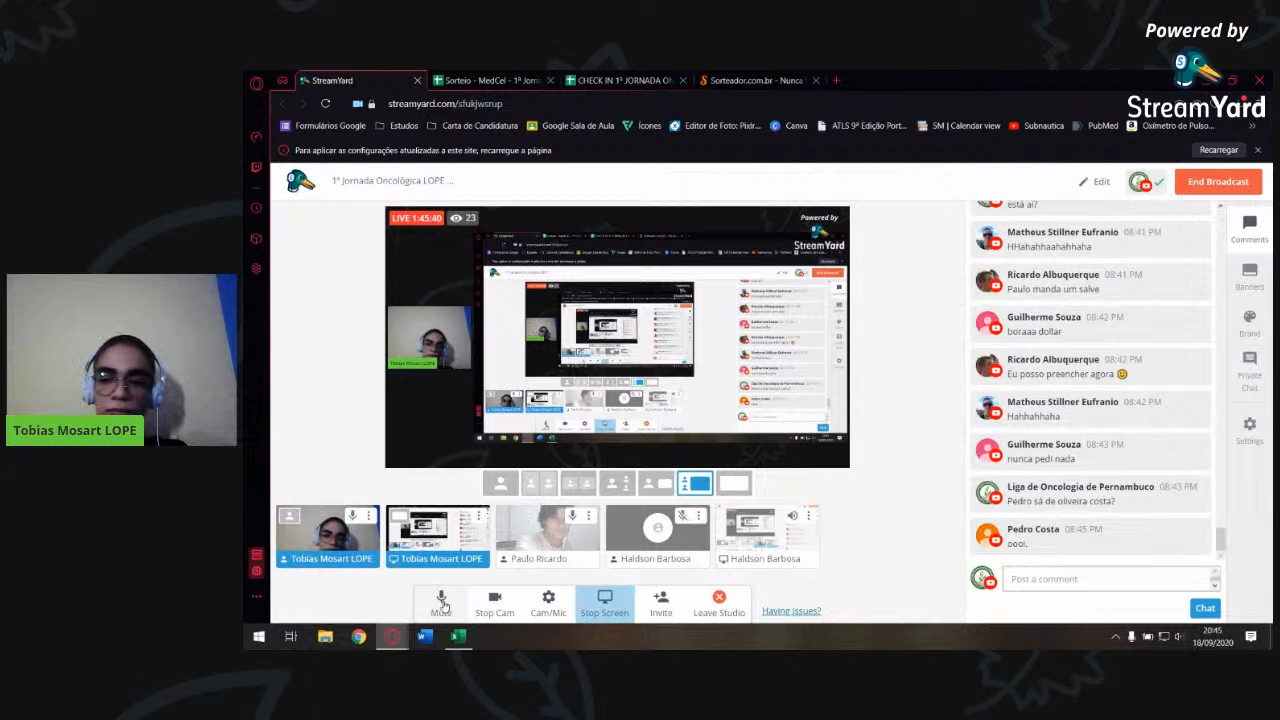 Powered by
StreamYard
StreamYard
Sorteio - MedCel - 1ª Jorn
CHECK IN 1ª JORNADA ON
Sorteador.com.br - Nunca
streamyard.com/sfukjwsrup
Formulários Google
Estudos
Carta de Candidatura
Google Sala de Aula
Ícones
Editor de Foto: Pixlr...
Canva
ATLS 9ª Edição Port...
SM | Calendar view
Subnautica
PubMed
Oxímetro de Pulso...
Para aplicar as configurações atualizadas a este site, recarregue a página
Recarregar
1ª Jornada Oncológica LOPE ...
Edit
End Broadcast
LIVE 1:45:40
23
Powered by
StreamYard
Tobias Mosart LOPE
está ai?
Matheus Stillner Eufranio 08:41 PM
HHahahhaahahhaha
Ricardo Albuquerque 08:41 PM
Paulo manda um salve
Guilherme Souza 08:42 PM
boraaa dollar
Ricardo Albuquerque 08:42 PM
Eu posso preencher agora
Matheus Stillner Eufranio 08:42 PM
Hahhahhaha
Guilherme Souza 08:43 PM
nunca pedi nada
Liga de Oncologia de Pernambuco 08:43 PM
Pedro sá de oliveira costa?
Pedro Costa 08:45 PM
oooi.
Post a comment
Chat
Comments
Banners
Brand
Private
Chat
Settings
Tobias Mosart LOPE
Tobias Mosart LOPE
Tobias Mosart LOPE
Paulo Ricardo
Haldson Barbosa
Haldson Barbosa
Mute
Stop Cam
Cam/Mic
Stop Screen
Invite
Leave Studio
Having issues?
20:45
18/09/2020